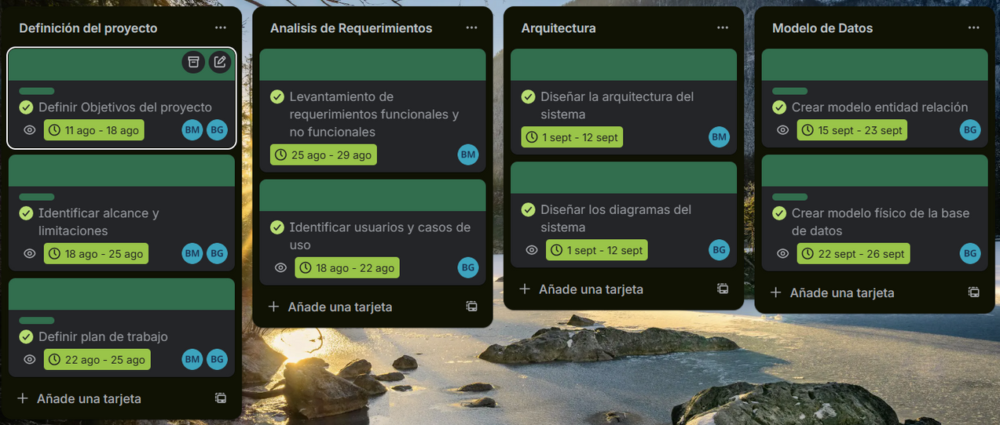 Definición del proyecto
Definir Objetivos del proyecto
11 ago - 18 ago
BM
BG
Identificar alcance y
limitaciones
18 ago - 25 ago
BM
BG
Definir plan de trabajo
22 ago - 25 ago
BM
BG
Añade una tarjeta
Analisis de Requerimientos
Levantamiento de
requerimientos funcionales y
no funcionales
25 ago - 29 ago
BM
Identificar usuarios y casos de
uso
18 ago - 22 ago
BG
Añade una tarjeta
Arquitectura
Diseñar la arquitectura del
sistema
1 sept - 12 sept
BM
Diseñar los diagramas del
sistema
1 sept - 12 sept
BG
Añade una tarjeta
Modelo de Datos
Crear modelo entidad relación
15 sept - 23 sept
BG
Crear modelo físico de la base
de datos
22 sept - 26 sept
BG
Añade una tarjeta